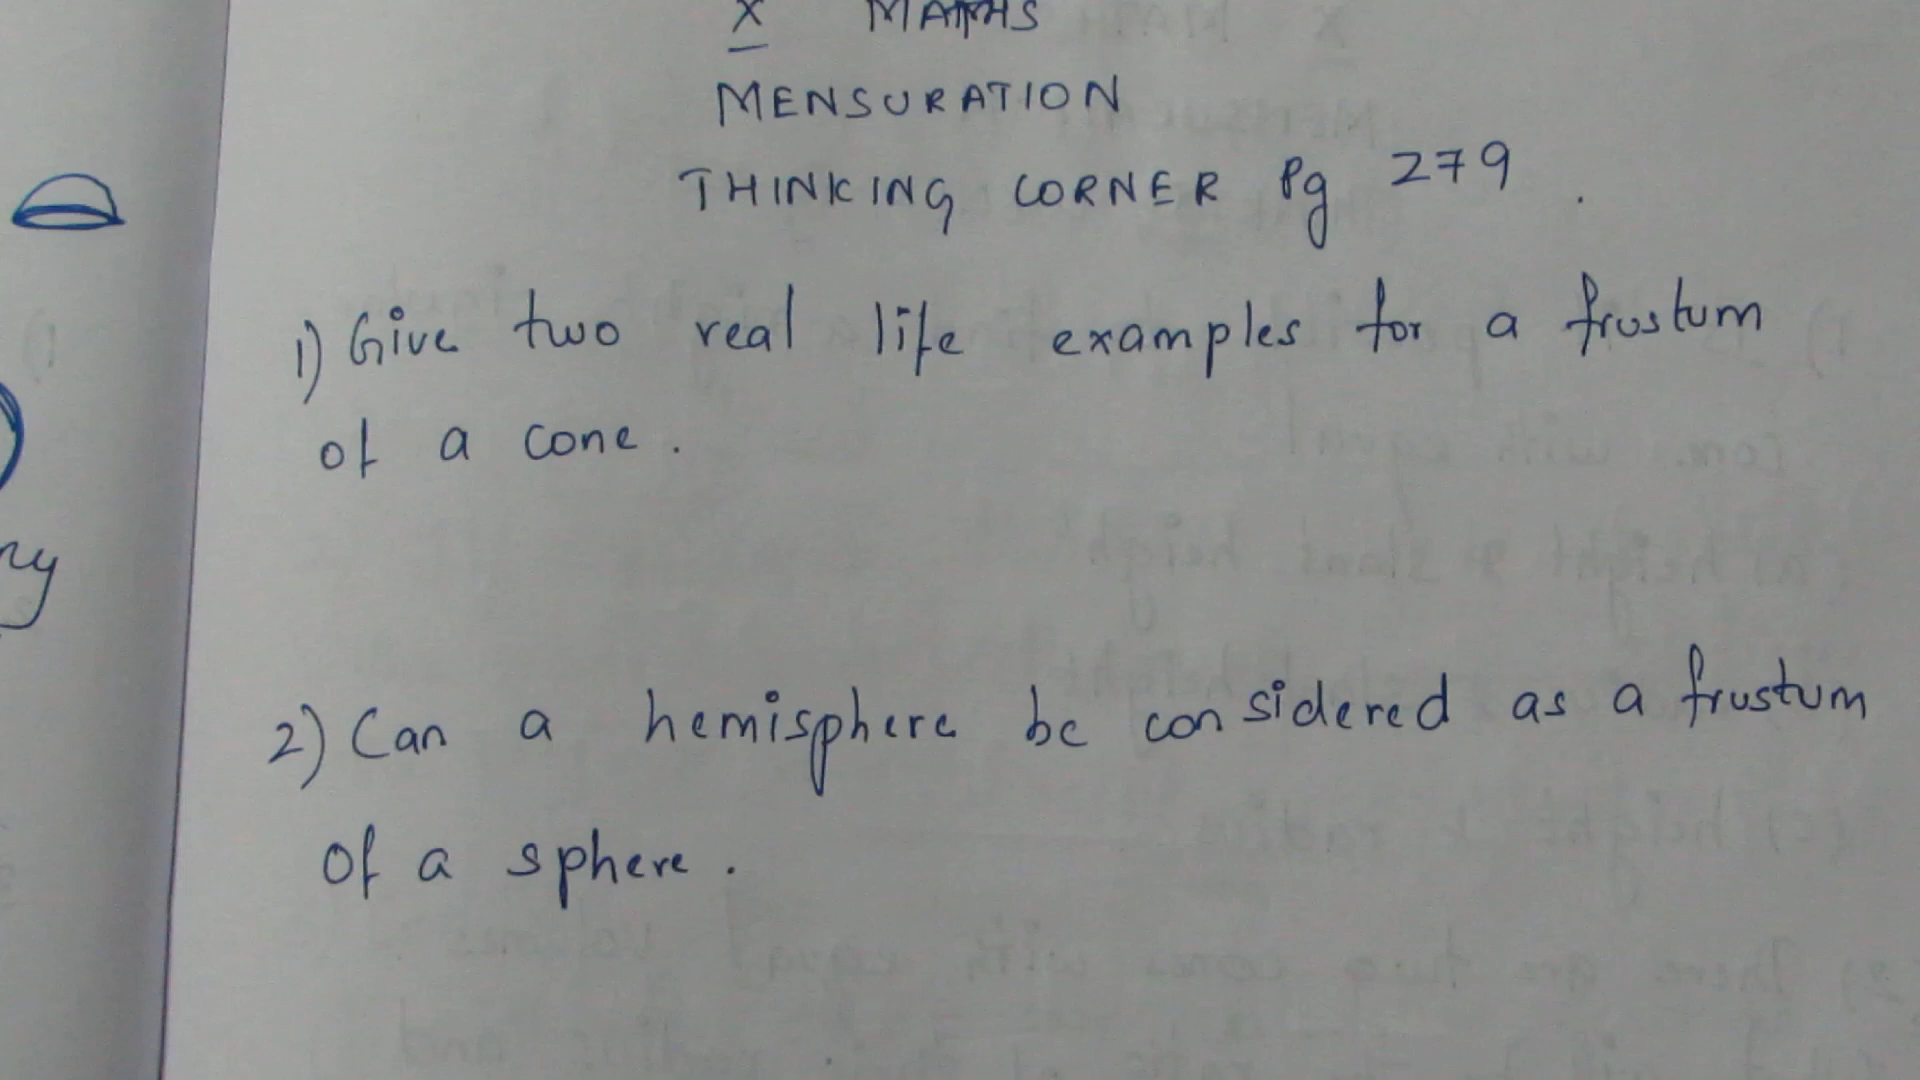 X MATHS
MENSURATION
THINKING CORNER Pg 279.
1) Give two real life examples for a frustum
of a cone.
2) Can a hemisphere be considered as a frustum
of a sphere.